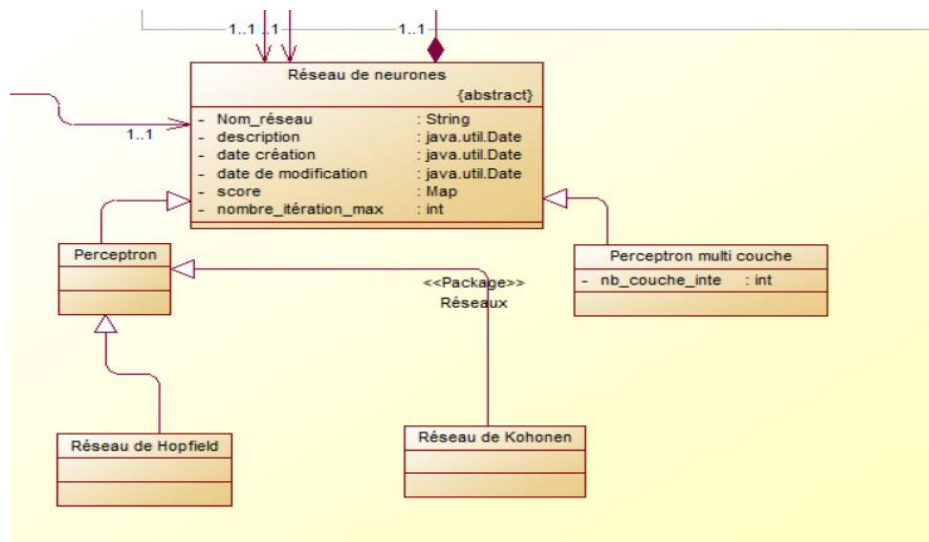 1..1
1..1
1..1
Réseau de neurones
{abstract}
- Nom_réseau : String
- description : java.util.Date
- date création : java.util.Date
- date de modification : java.util.Date
- score : Map
- nombre_itération_max : int
1..1
Perceptron
Perceptron multi couche
- nb_couche_inte : int
<<Package>>
Réseaux
Réseau de Hopfield
Réseau de Kohonen